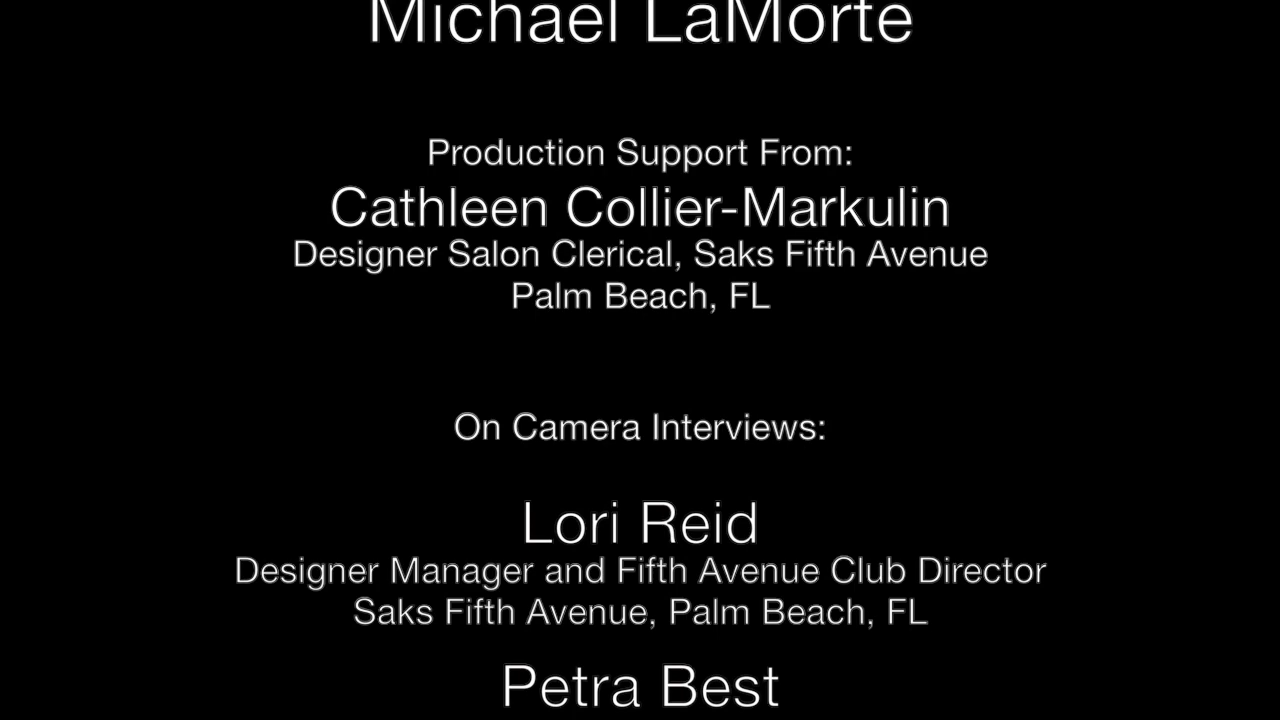 Michael LaMorte
Production Support From:
Cathleen Collier-Markulin
Designer Salon Clerical, Saks Fifth Avenue
Palm Beach, FL
On Camera Interviews:
Lori Reid
Designer Manager and Fifth Avenue Club Director
Saks Fifth Avenue, Palm Beach, FL
Petra Best